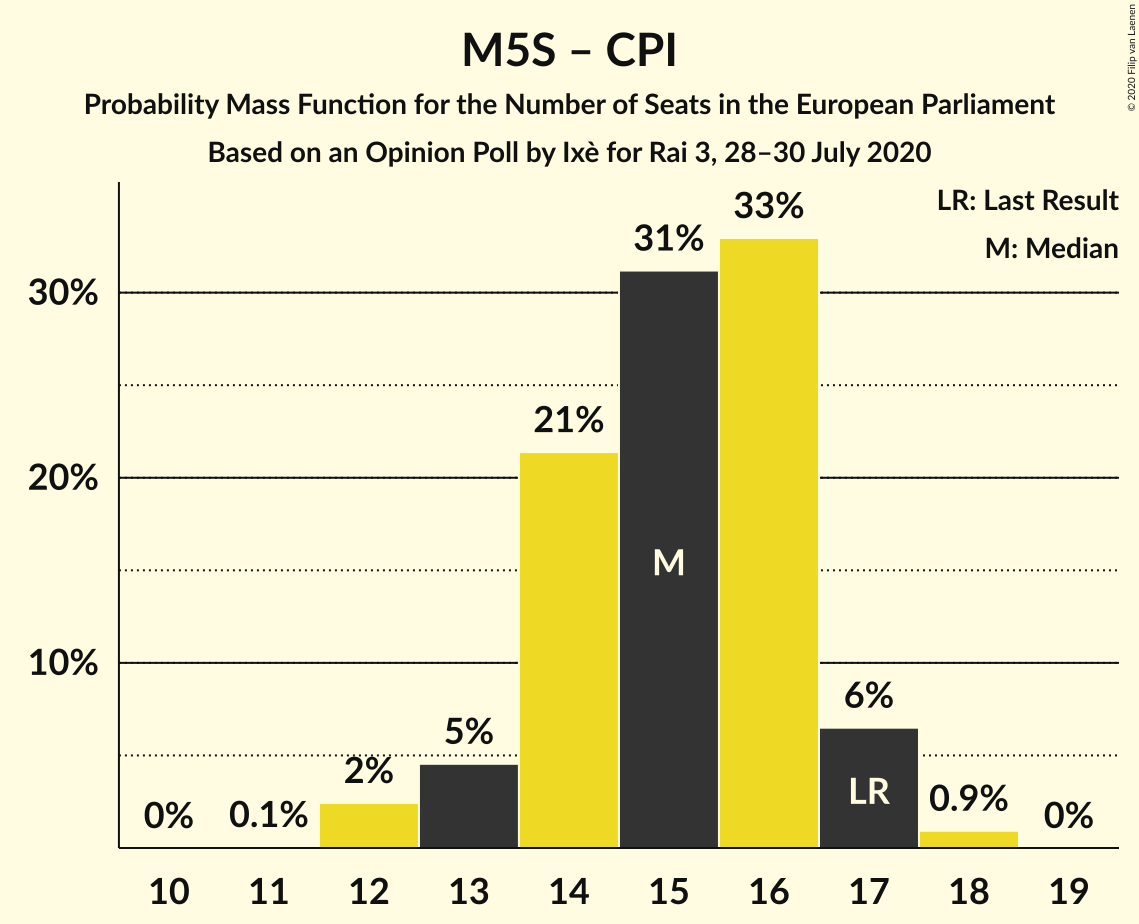 M5S – CPI
Probability Mass Function for the Number of Seats in the European Parliament
Based on an Opinion Poll by Ixè for Rai 3, 28–30 July 2020
© 2020 Filip van Laenen
LR: Last Result
M: Median
33%
31%
30%
21%
20%
M
10%
6%
5%
2%
LR
0%
0.1%
0.9%
0%
10 11 12 13 14 15 16 17 18 19